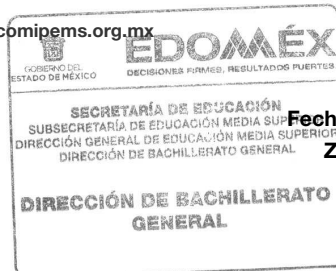 comipems.org.mx
EDOMÉX
GOBIERNO DEL
ESTADO DE MÉXICO
DECISIONES FIRMES, RESULTADOS FUERTES
SECRETARÍA DE EDUCACIÓN
SUBSECRETARÍA DE EDUCACIÓN MEDIA SUPERIOR
Fech
DIRECCIÓN GENERAL DE EDUCACIÓN MEDIA SUPERIOR
DIRECCIÓN DE BACHILLERATO GENERAL
Z
DIRECCIÓN DE BACHILLERATO
GENERAL